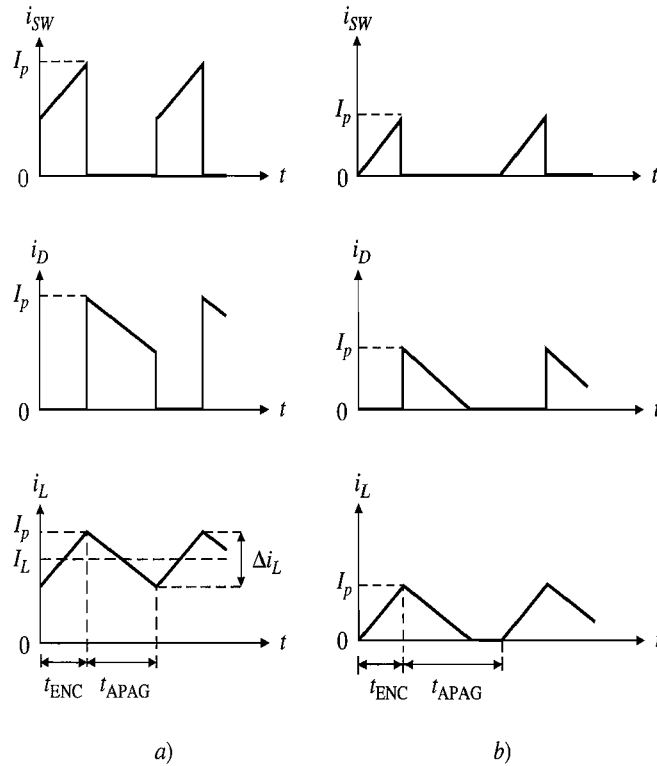 i_SW
I_p
0
t
i_D
I_p
0
t
i_L
I_p
I_L
Δi_L
0
t
t_ENC
t_APAG
a)
i_SW
I_p
0
t
i_D
I_p
0
t
i_L
I_p
0
t
t_ENC
t_APAG
b)